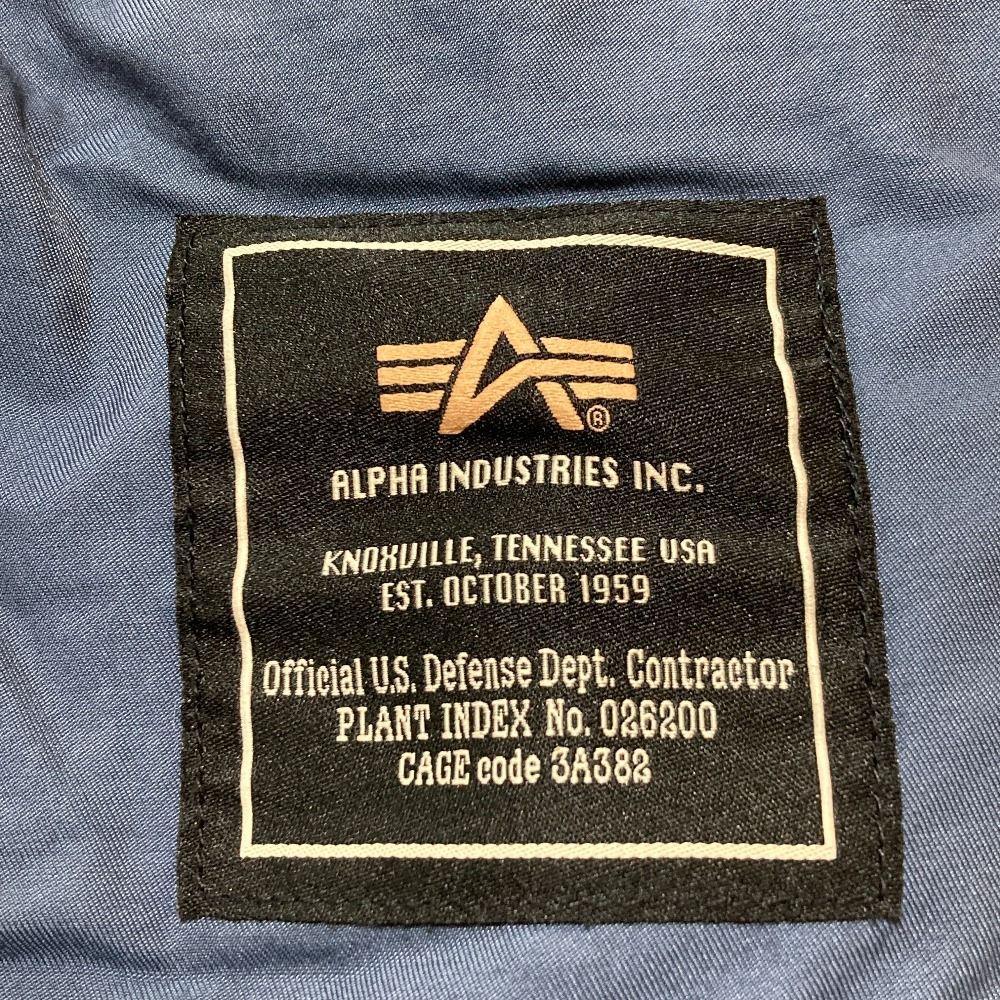 ®
ALPHA INDUSTRIES INC.
KNOXVILLE, TENNESSEE USA
EST. OCTOBER 1959
Official U.S. Defense Dept. Contractor
PLANT INDEX No. 026200
CAGE code 3A382